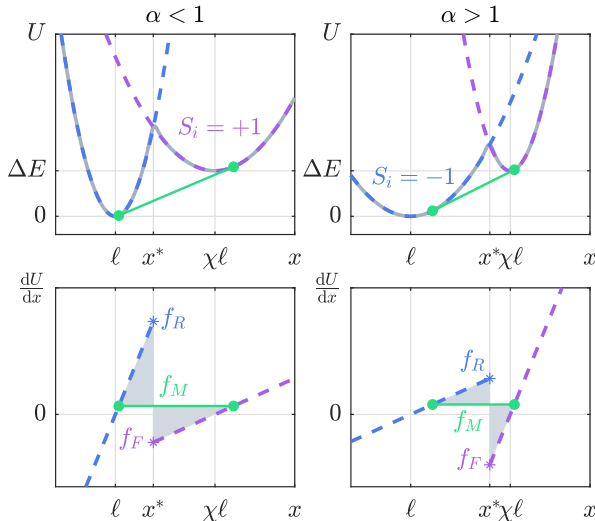 α < 1
α > 1
U
U
S_i = +1
ΔE
ΔE
S_i = −1
0
0
ℓ x* χℓ x
ℓ x* χℓ x
dU/dx
dU/dx
f_R
f_R
f_M
0
0
f_M
f_F
f_F
ℓ x* χℓ x
ℓ x* χℓ x